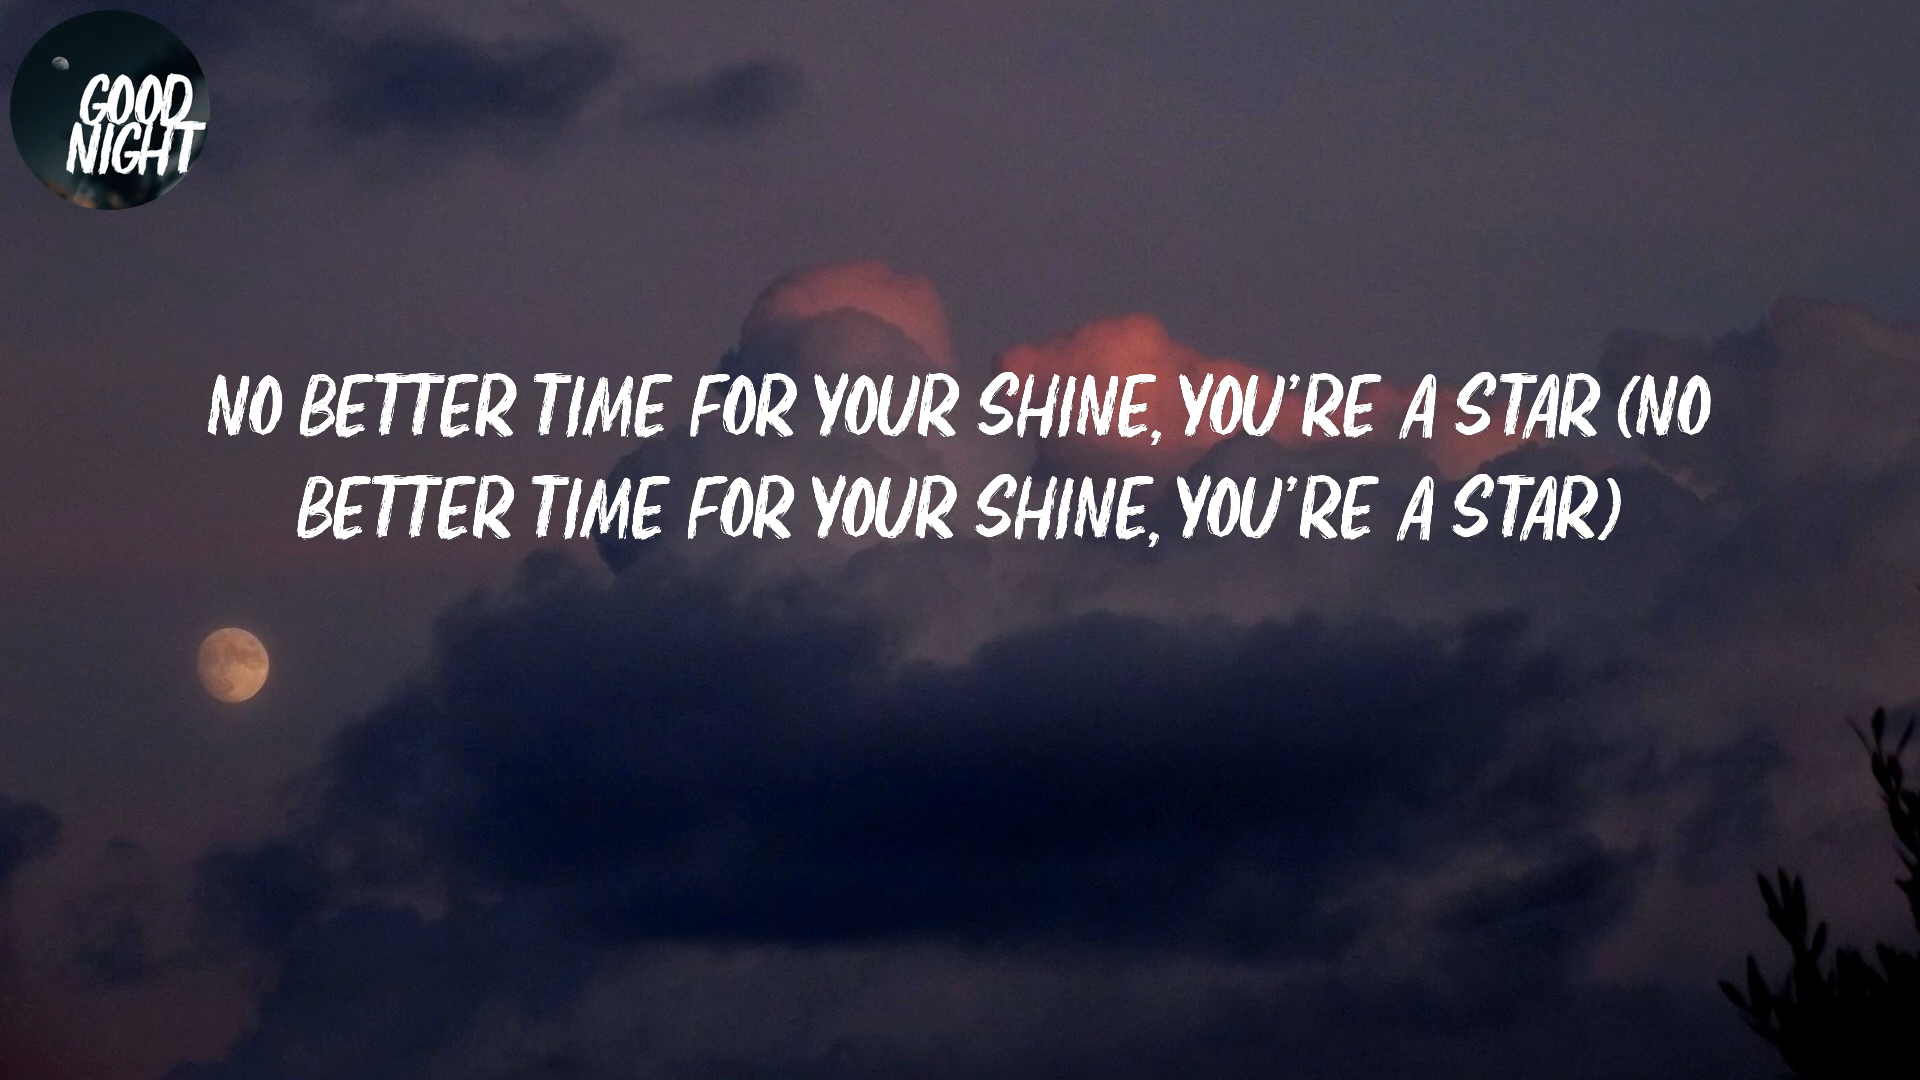 GOOD
NIGHT
NO BETTER TIME FOR YOUR SHINE, YOU'RE A STAR (NO
BETTER TIME FOR YOUR SHINE, YOU'RE A STAR)